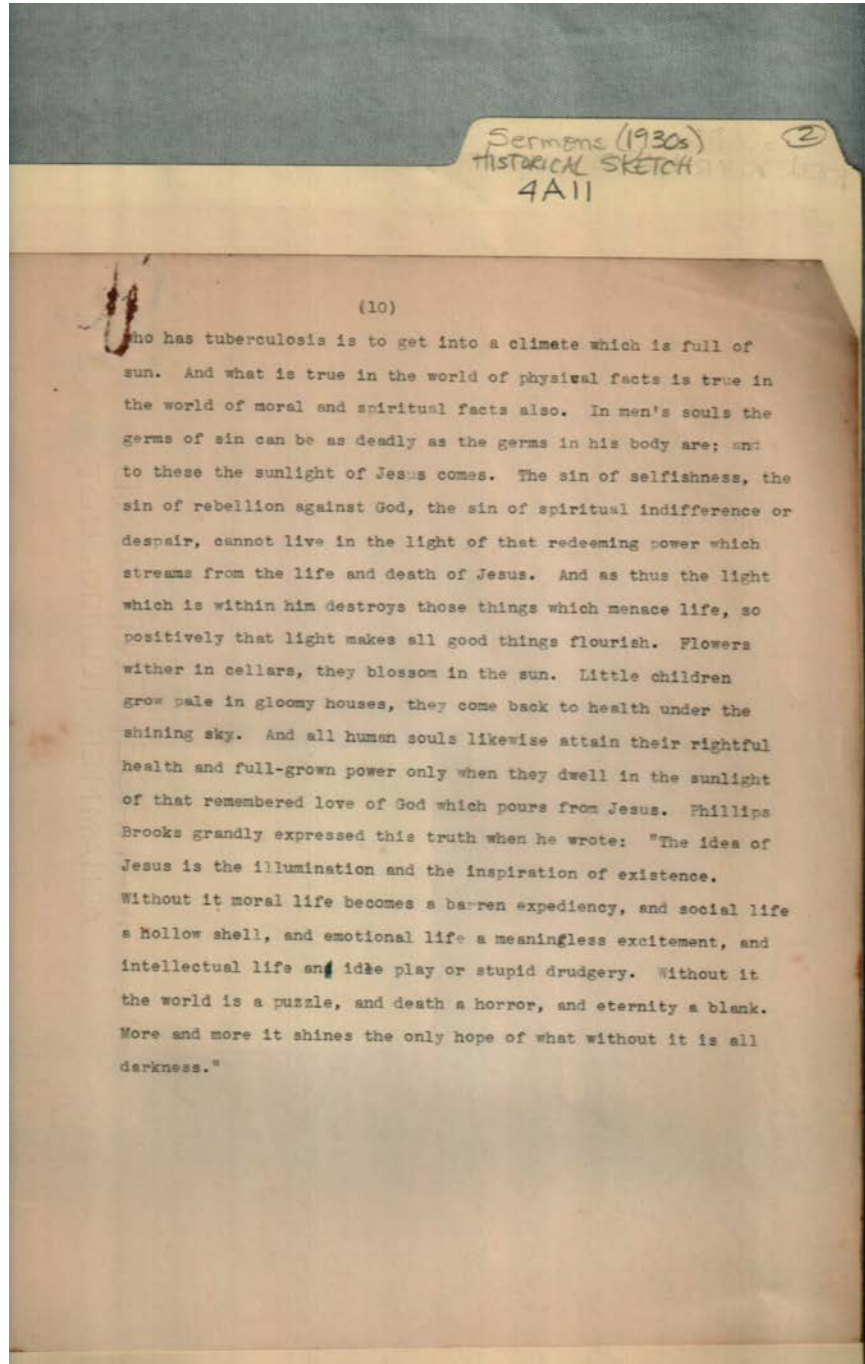 Sermons (1930s) 2
HISTORICAL SKETCH
4A11
(10)
who has tuberculosis is to get into a climate which is full of
sun. And what is true in the world of physical facts is true in
the world of moral and spiritual facts also. In men's souls the
germs of sin can be as deadly as the germs in his body are; and
to these the sunlight of Jesus comes. The sin of selfishness, the
sin of rebellion against God, the sin of spiritual indifference or
despair, cannot live in the light of that redeeming power which
streams from the life and death of Jesus. And as thus the light
which is within him destroys those things which menace life, so
positively that light makes all good things flourish. Flowers
wither in cellars, they blossom in the sun. Little children
grow pale in gloomy houses, they come back to health under the
shining sky. And all human souls likewise attain their rightful
health and full-grown power only when they dwell in the sunlight
of that remembered love of God which pours from Jesus. Phillips
Brooks grandly expressed this truth when he wrote: "The idea of
Jesus is the illumination and the inspiration of existence.
Without it moral life becomes a barren expediency, and social life
a hollow shell, and emotional life a meaningless excitement, and
intellectual life an idle play or stupid drudgery. Without it
the world is a puzzle, and death a horror, and eternity a blank.
More and more it shines the only hope of what without it is all
darkness."